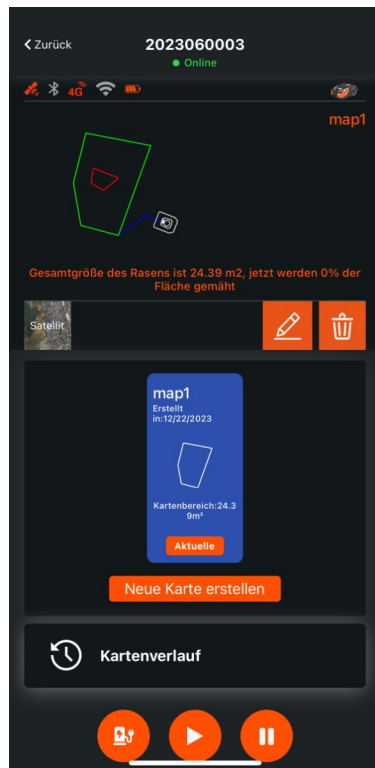 Zurück
2023060003
Online
4G
map1
Gesamtgröße des Rasens ist 24.39 m2, jetzt werden 0% der
Fläche gemäht
Satellit
map1
Erstellt
in:12/22/2023
Kartenbereich:24.3
9m²
Aktuelle
Neue Karte erstellen
Kartenverlauf